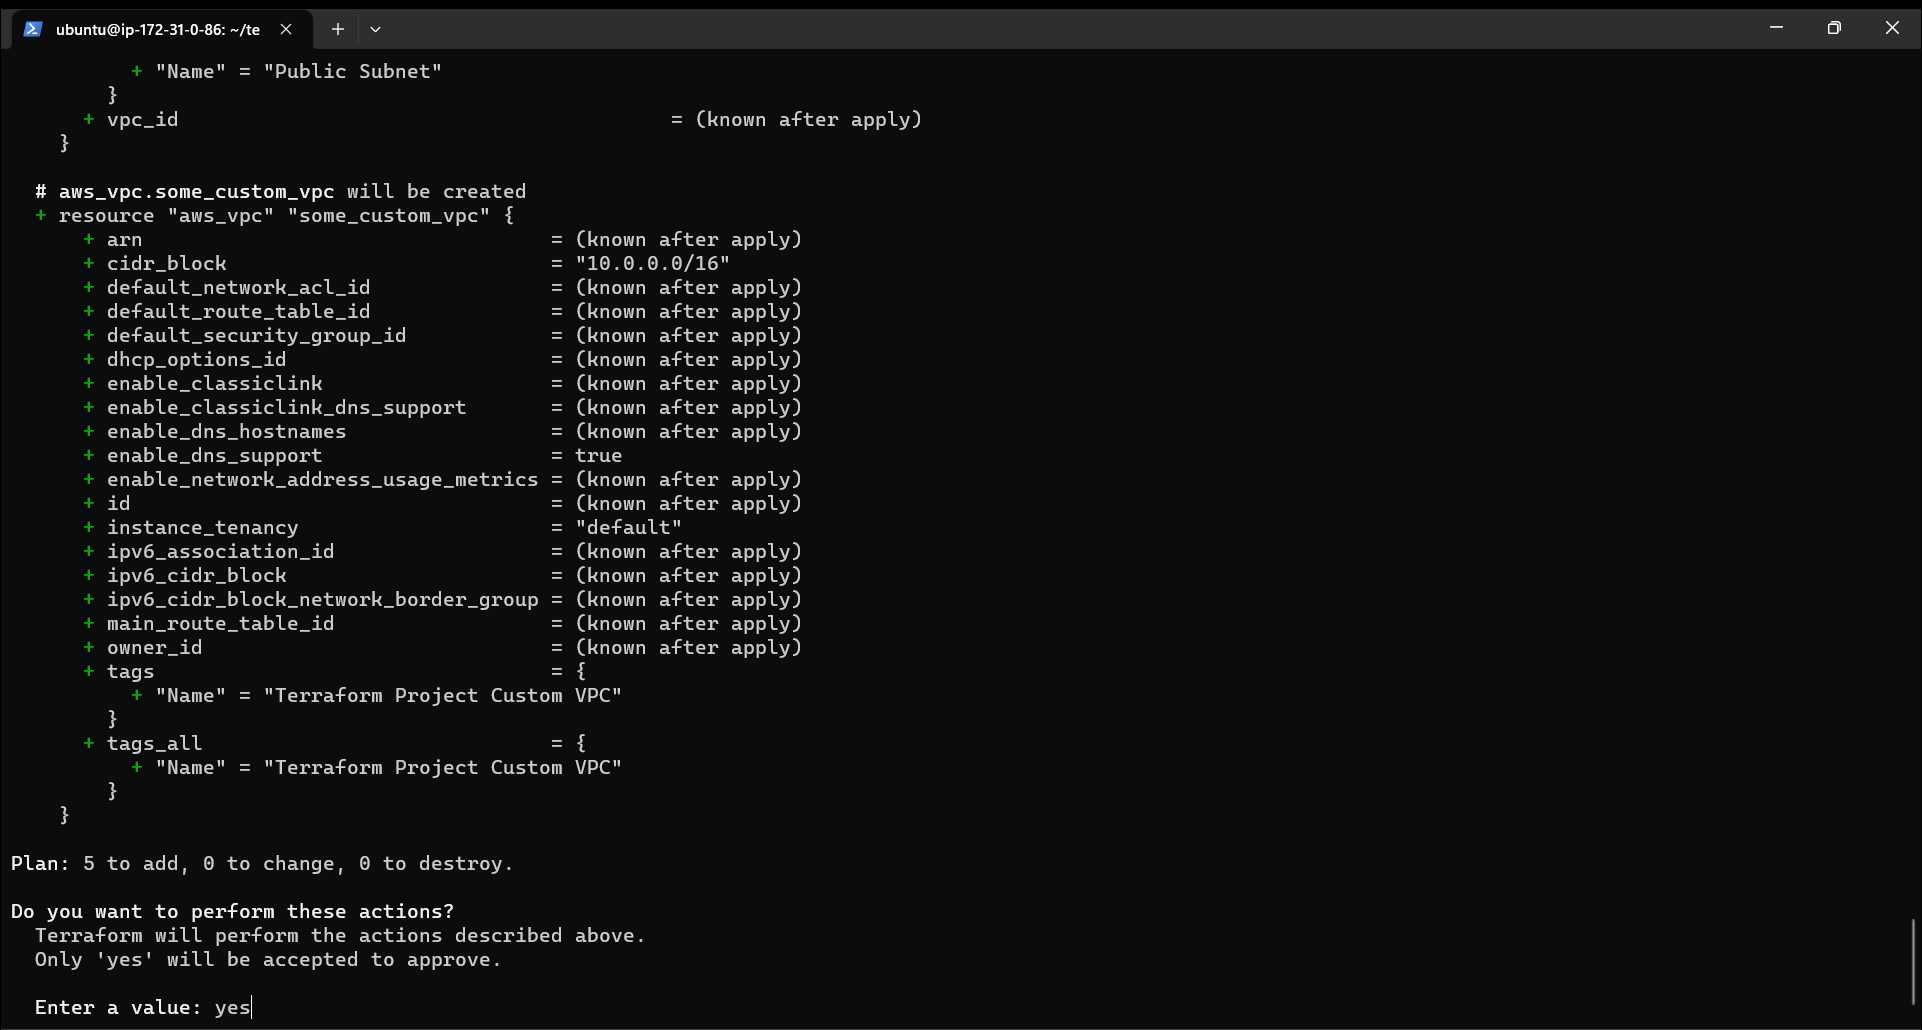 ubuntu@ip-172-31-0-86: ~/te
+ "Name" = "Public Subnet"
}
+ vpc_id = (known after apply)
}
# aws_vpc.some_custom_vpc will be created
+ resource "aws_vpc" "some_custom_vpc" {
+ arn = (known after apply)
+ cidr_block = "10.0.0.0/16"
+ default_network_acl_id = (known after apply)
+ default_route_table_id = (known after apply)
+ default_security_group_id = (known after apply)
+ dhcp_options_id = (known after apply)
+ enable_classiclink = (known after apply)
+ enable_classiclink_dns_support = (known after apply)
+ enable_dns_hostnames = (known after apply)
+ enable_dns_support = true
+ enable_network_address_usage_metrics = (known after apply)
+ id = (known after apply)
+ instance_tenancy = "default"
+ ipv6_association_id = (known after apply)
+ ipv6_cidr_block = (known after apply)
+ ipv6_cidr_block_network_border_group = (known after apply)
+ main_route_table_id = (known after apply)
+ owner_id = (known after apply)
+ tags = {
+ "Name" = "Terraform Project Custom VPC"
}
+ tags_all = {
+ "Name" = "Terraform Project Custom VPC"
}
}
Plan: 5 to add, 0 to change, 0 to destroy.
Do you want to perform these actions?
Terraform will perform the actions described above.
Only 'yes' will be accepted to approve.
Enter a value: yes